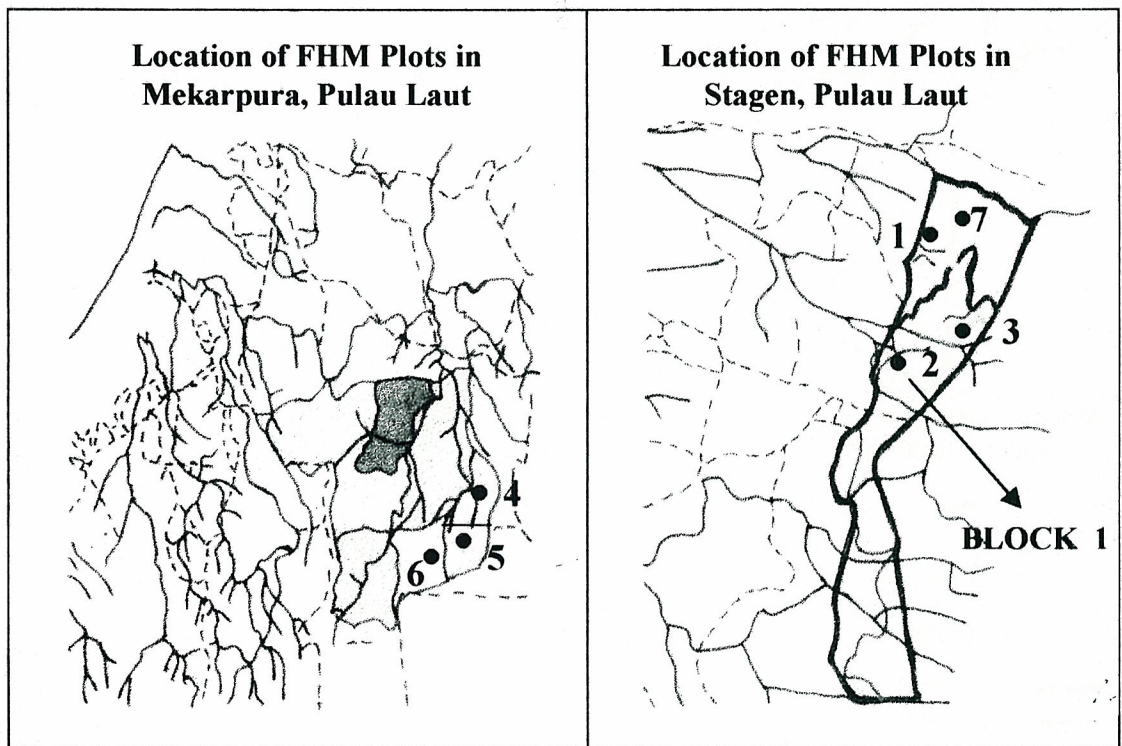 Location of FHM Plots in
Mekarpura, Pulau Laut
4
5
6
Location of FHM Plots in
Stagen, Pulau Laut
1
7
3
2
BLOCK 1